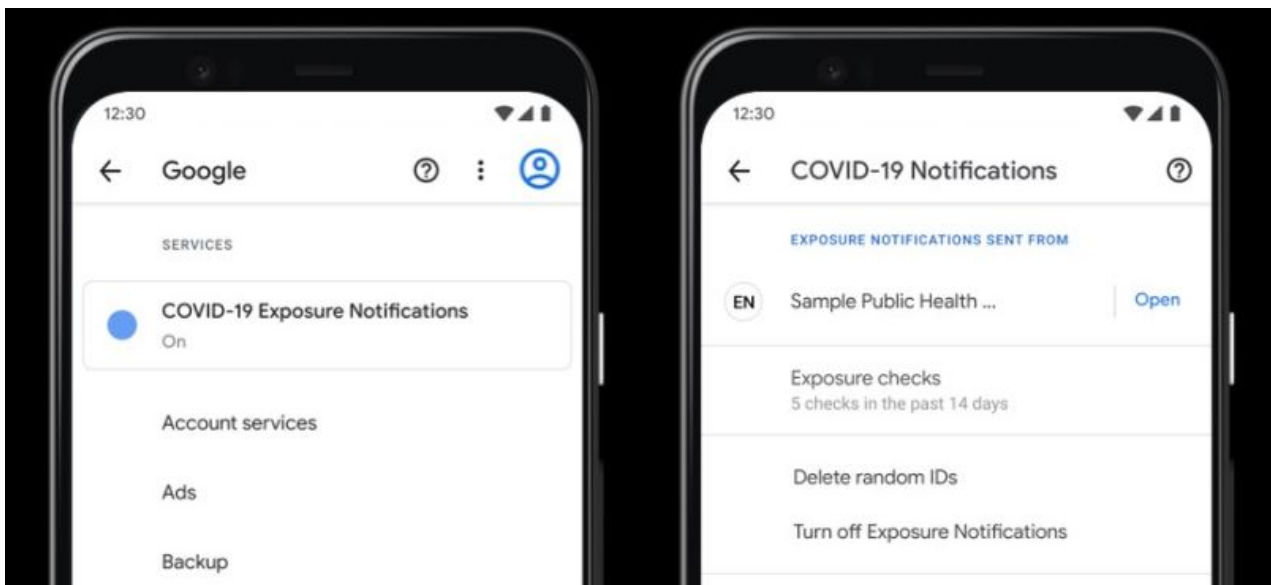 12:30
Google
SERVICES
COVID-19 Exposure Notifications
On
Account services
Ads
Backup
12:30
COVID-19 Notifications
EXPOSURE NOTIFICATIONS SENT FROM
EN Sample Public Health ... Open
Exposure checks
5 checks in the past 14 days
Delete random IDs
Turn off Exposure Notifications